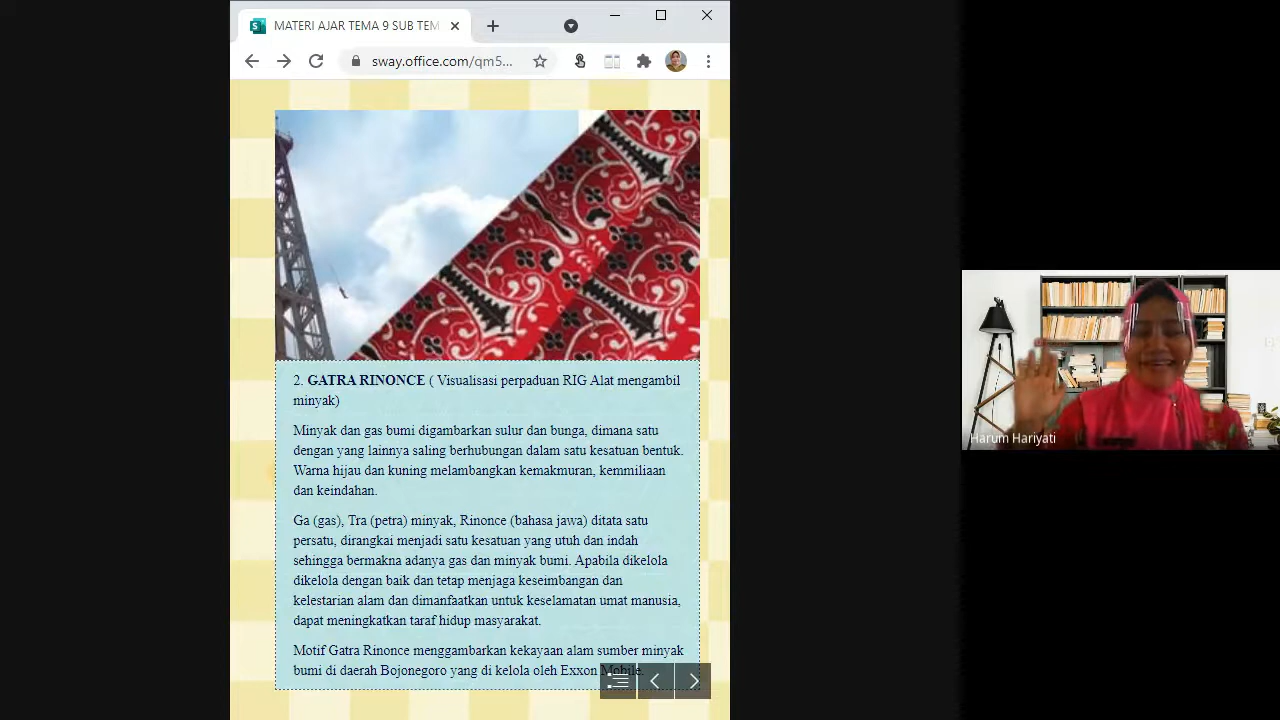 MATERI AJAR TEMA 9 SUB TEM
sway.office.com/qm5...
2. GATRA RINONCE ( Visualisasi perpaduan RIG Alat mengambil
minyak)
Minyak dan gas bumi digambarkan sulur dan bunga, dimana satu
dengan yang lainnya saling berhubungan dalam satu kesatuan bentuk.
Warna hijau dan kuning melambangkan kemakmuran, kemmiliaan
dan keindahan.
Ga (gas), Tra (petra) minyak, Rinonce (bahasa jawa) ditata satu
persatu, dirangkai menjadi satu kesatuan yang utuh dan indah
sehingga bermakna adanya gas dan minyak bumi. Apabila dikelola
dikelola dengan baik dan tetap menjaga keseimbangan dan
kelestarian alam dan dimanfaatkan untuk keselamatan umat manusia,
dapat meningkatkan taraf hidup masyarakat.
Motif Gatra Rinonce menggambarkan kekayaan alam sumber minyak
bumi di daerah Bojonegoro yang di kelola oleh Exxon Mobile.
Harum Hariyati